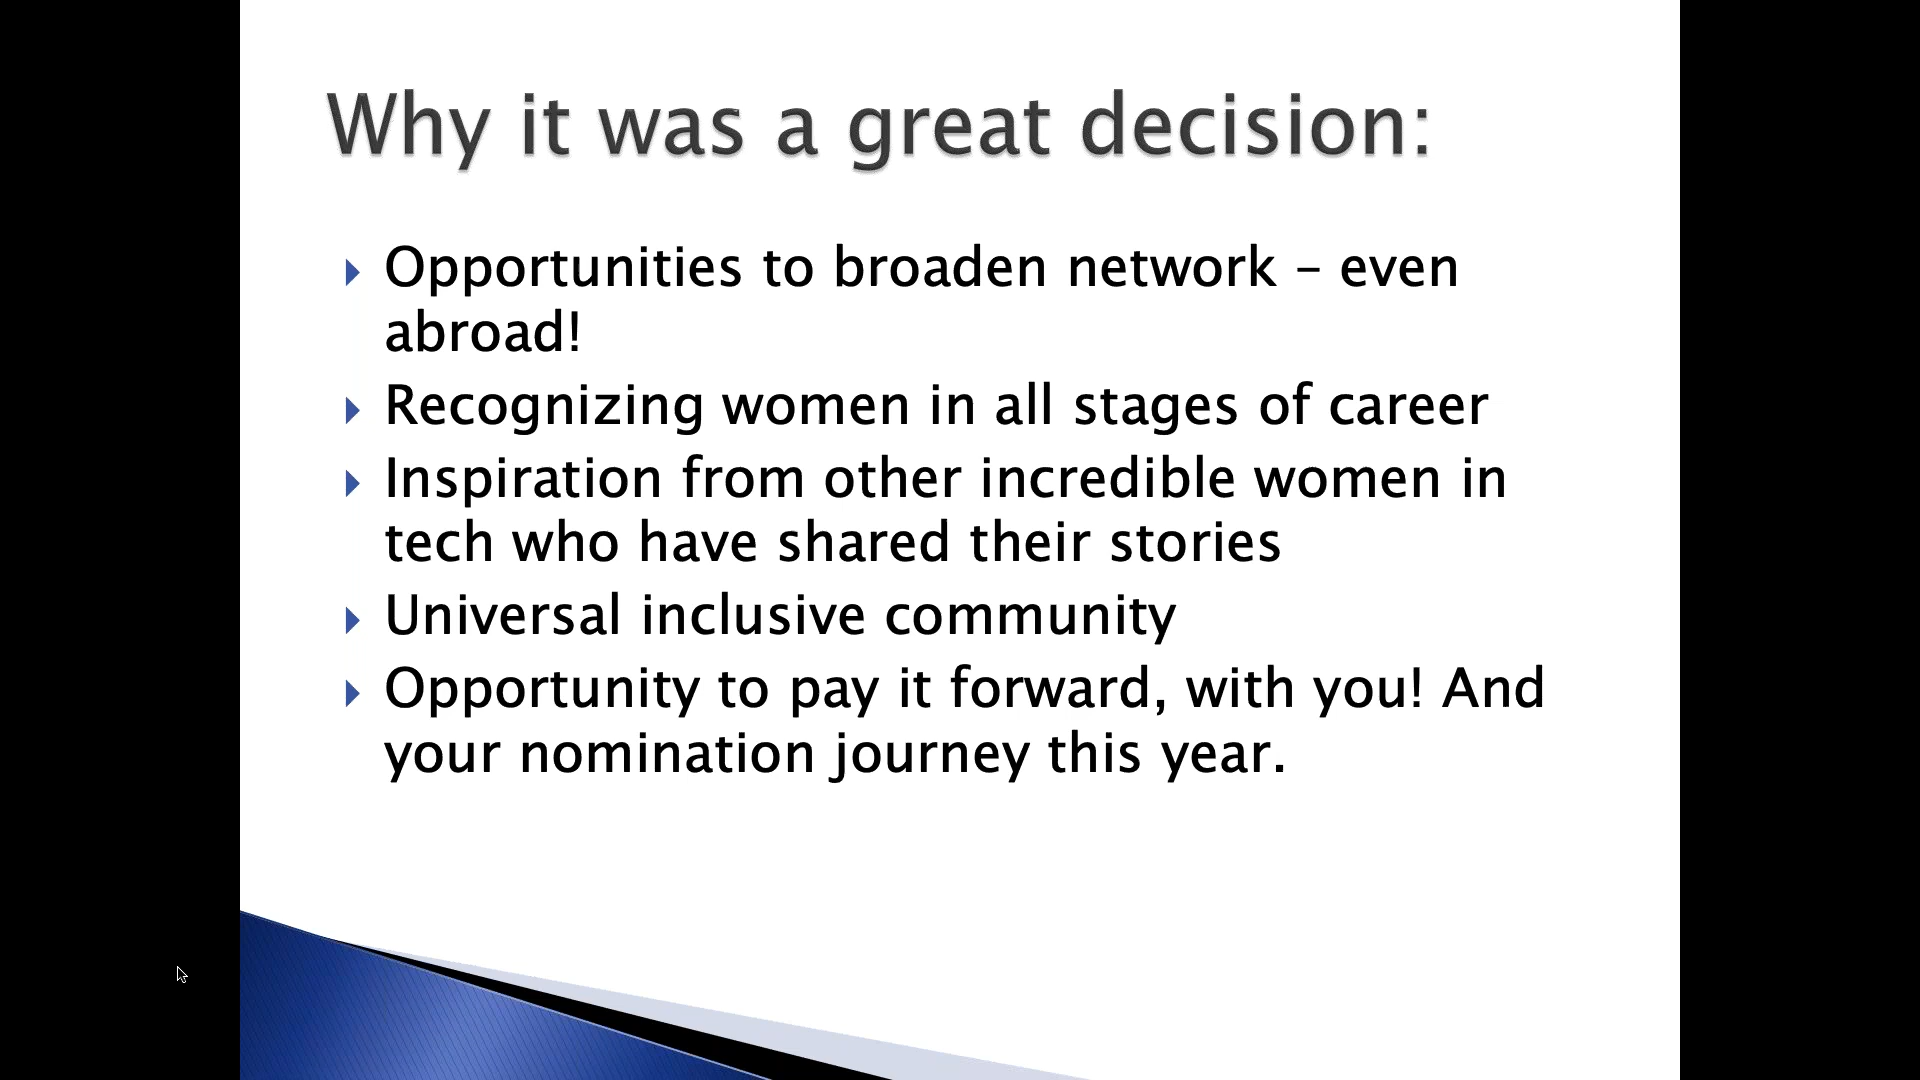 Why it was a great decision:
Opportunities to broaden network – even
abroad!
Recognizing women in all stages of career
Inspiration from other incredible women in
tech who have shared their stories
Universal inclusive community
Opportunity to pay it forward, with you! And
your nomination journey this year.